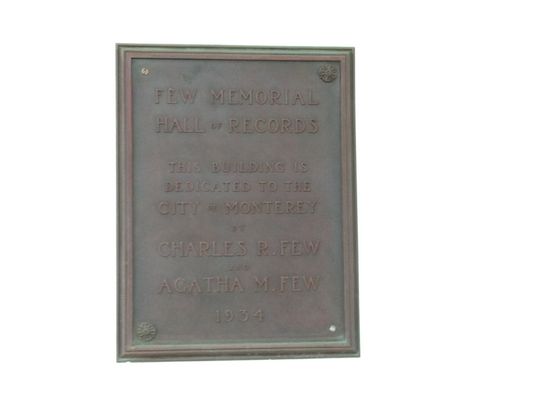 FEW MEMORIAL
HALL OF RECORDS
THIS BUILDING IS
DEDICATED TO THE
CITY OF MONTEREY
BY
CHARLES R. FEW
AND
AGATHA M. FEW
1934